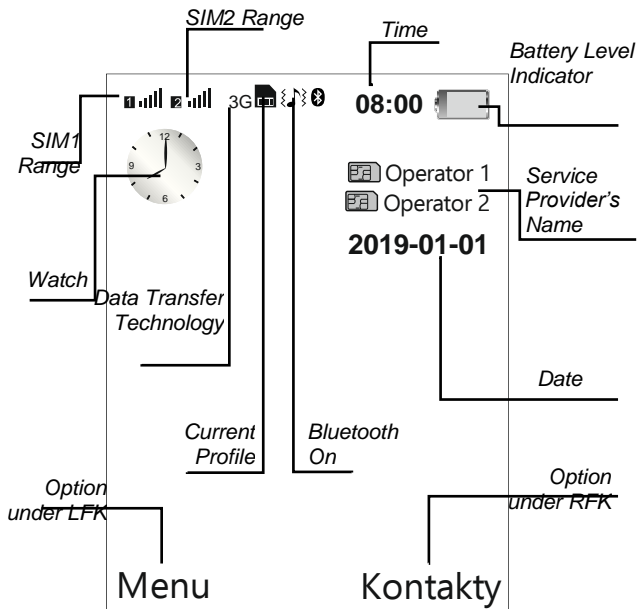 SIM2 Range
Time
Battery Level
Indicator
1 2 3G 08:00
SIM1
Range
12
9 3
6
Operator 1
Operator 2
Service
Provider's
Name
2019-01-01
Watch
Data Transfer
Technology
Date
Current
Profile
Bluetooth
On
Option
under LFK
Option
under RFK
Menu Kontakty